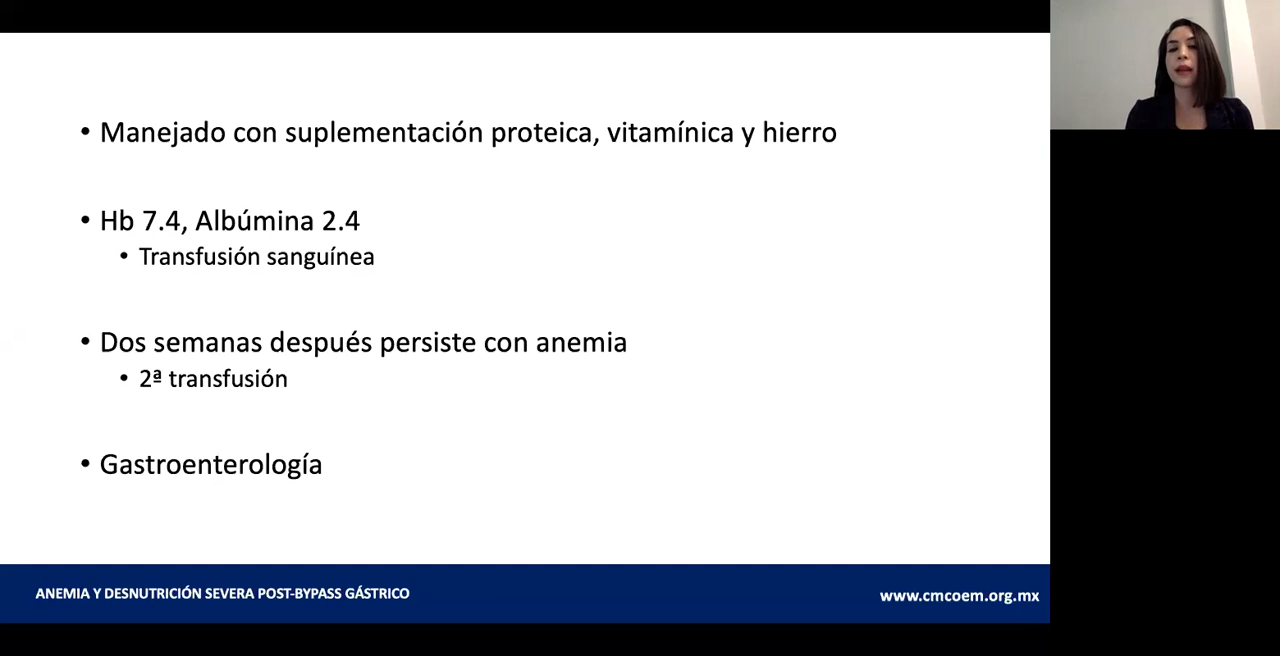 • Manejado con suplementación proteica, vitamínica y hierro
• Hb 7.4, Albúmina 2.4
• Transfusión sanguínea
• Dos semanas después persiste con anemia
• 2ª transfusión
• Gastroenterología
ANEMIA Y DESNUTRICIÓN SEVERA POST-BYPASS GÁSTRICO
www.cmcoem.org.mx